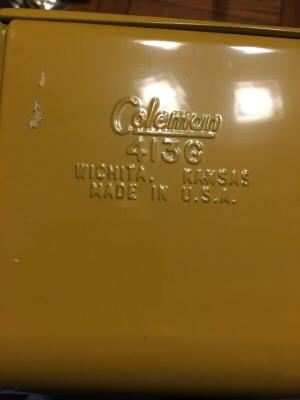 Coleman
413G
WICHITA, KANSAS
MADE IN U.S.A.